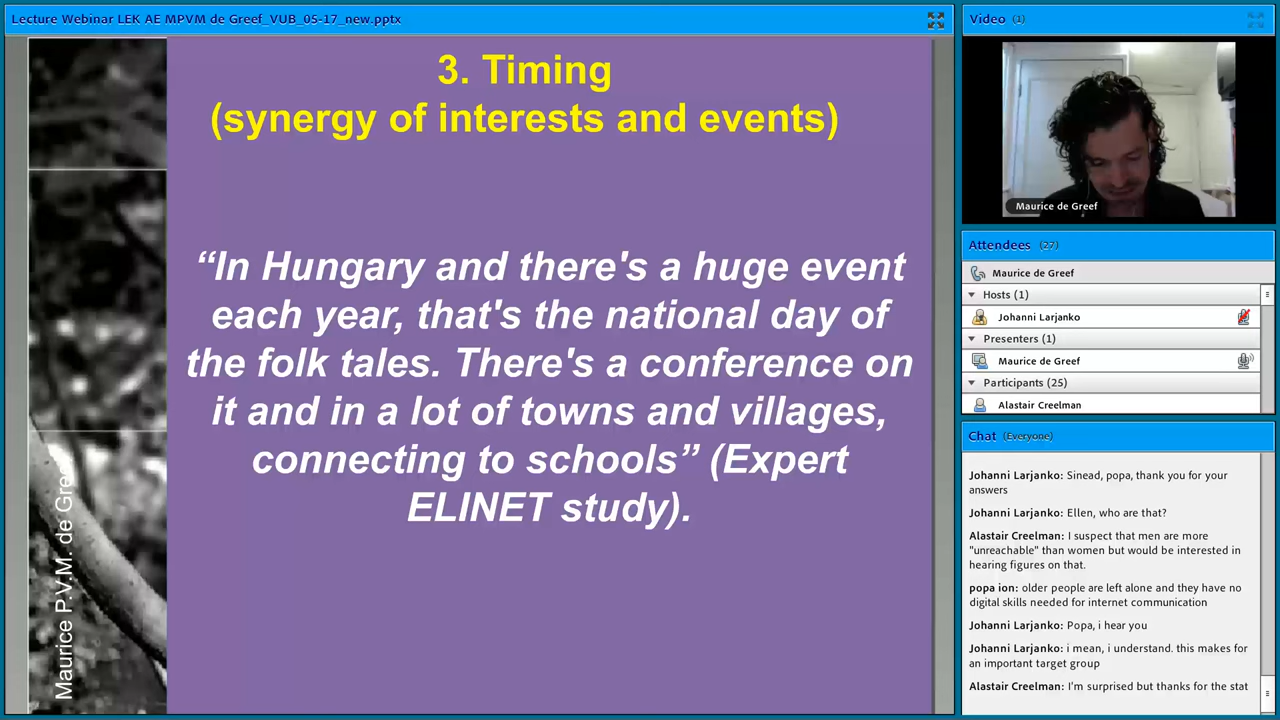 Lecture Webinar LEK AE MPVM de Greef_VUB_05-17_new.pptx
3. Timing
(synergy of interests and events)
“In Hungary and there's a huge event
each year, that's the national day of
the folk tales. There's a conference on
it and in a lot of towns and villages,
connecting to schools” (Expert
ELINET study).
Maurice P.V.M. de Greef
Video (1)
Maurice de Greef
Attendees (27)
Maurice de Greef
Hosts (1)
Johanni Larjanko
Presenters (1)
Maurice de Greef
Participants (25)
Alastair Creelman
Chat (Everyone)
Johanni Larjanko: Sinead, popa, thank you for your
answers
Johanni Larjanko: Ellen, who are that?
Alastair Creelman: I suspect that men are more
"unreachable" than women but would be interested in
hearing figures on that.
popa ion: older people are left alone and they have no
digital skills needed for internet communication
Johanni Larjanko: Popa, i hear you
Johanni Larjanko: i mean, i understand. this makes for
an important target group
Alastair Creelman: I'm surprised but thanks for the stat